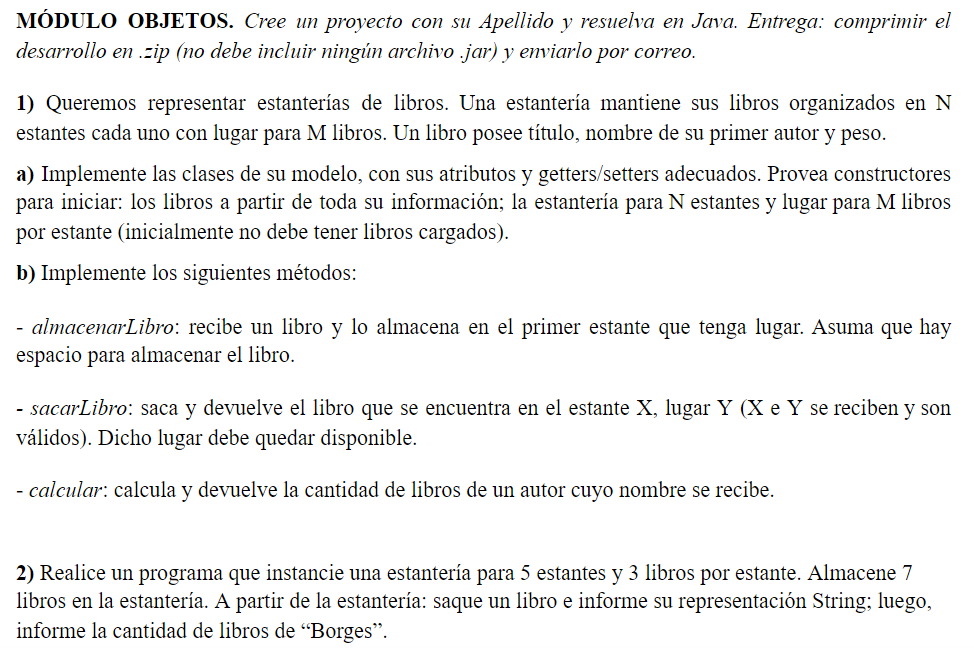 MÓDULO OBJETOS. Cree un proyecto con su Apellido y resuelva en Java. Entrega: comprimir el
desarrollo en .zip (no debe incluir ningún archivo .jar) y enviarlo por correo.
1) Queremos representar estanterías de libros. Una estantería mantiene sus libros organizados en N
estantes cada uno con lugar para M libros. Un libro posee título, nombre de su primer autor y peso.
a) Implemente las clases de su modelo, con sus atributos y getters/setters adecuados. Provea constructores
para iniciar: los libros a partir de toda su información; la estantería para N estantes y lugar para M libros
por estante (inicialmente no debe tener libros cargados).
b) Implemente los siguientes métodos:
- almacenarLibro: recibe un libro y lo almacena en el primer estante que tenga lugar. Asuma que hay
espacio para almacenar el libro.
- sacarLibro: saca y devuelve el libro que se encuentra en el estante X, lugar Y (X e Y se reciben y son
válidos). Dicho lugar debe quedar disponible.
- calcular: calcula y devuelve la cantidad de libros de un autor cuyo nombre se recibe.
2) Realice un programa que instancie una estantería para 5 estantes y 3 libros por estante. Almacene 7
libros en la estantería. A partir de la estantería: saque un libro e informe su representación String; luego,
informe la cantidad de libros de “Borges”.